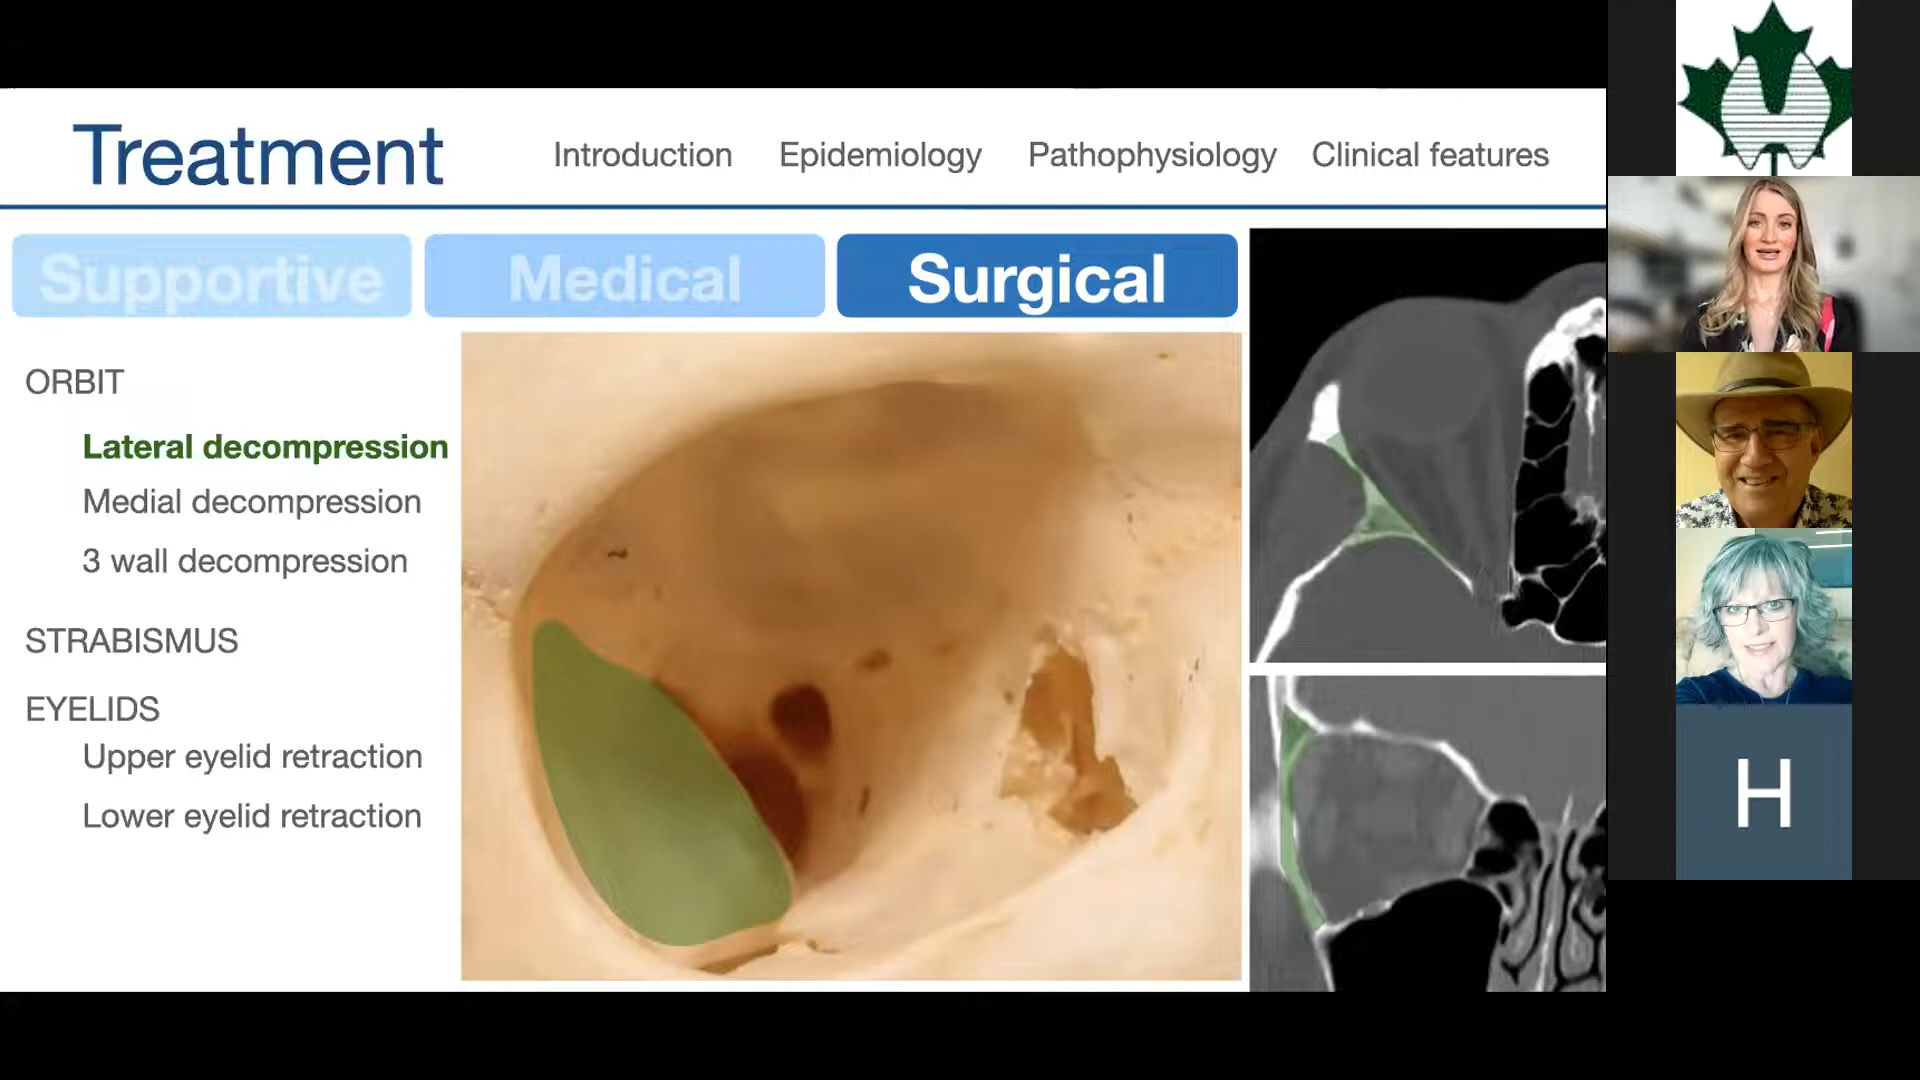 Treatment
Introduction Epidemiology Pathophysiology Clinical features
Supportive Medical Surgical
ORBIT
Lateral decompression
Medial decompression
3 wall decompression
STRABISMUS
EYELIDS
Upper eyelid retraction
Lower eyelid retraction
H